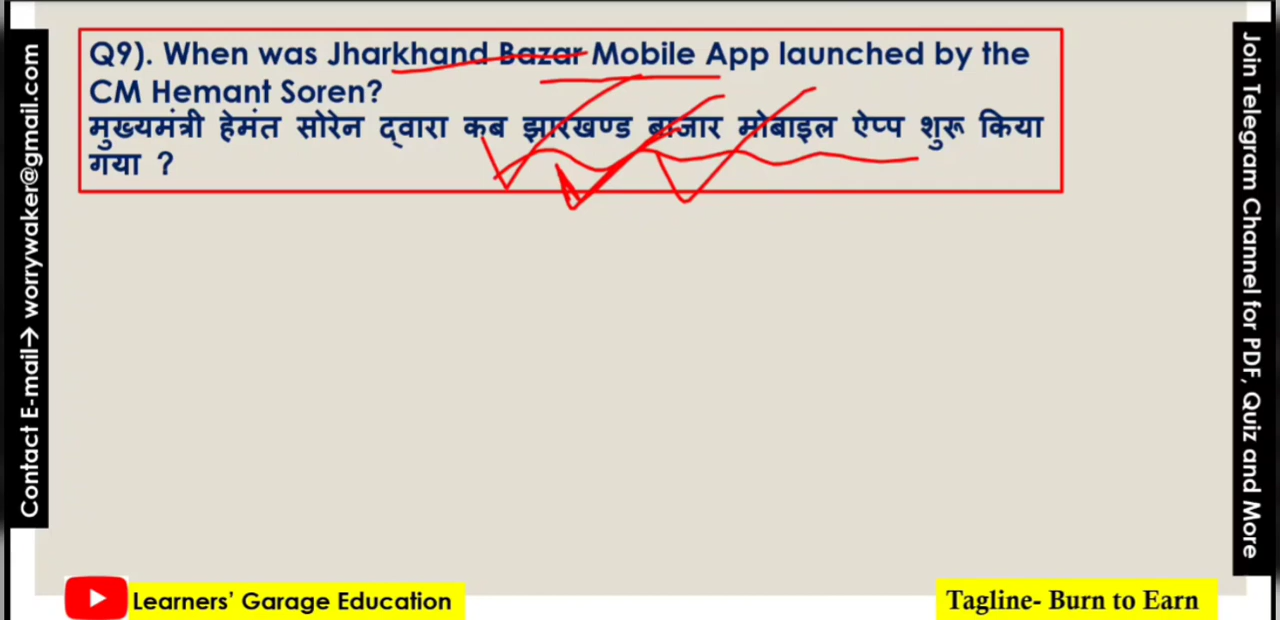 Q9). When was Jharkhand Bazar Mobile App launched by the
CM Hemant Soren?
मुख्यमंत्री हेमंत सोरेन द्वारा कब झारखण्ड बाजार मोबाइल ऐप्प शुरू किया
गया ?
Contact E-mail→ worrywaker@gmail.com
Join Telegram Channel for PDF, Quiz and More
Learners' Garage Education
Tagline- Burn to Earn